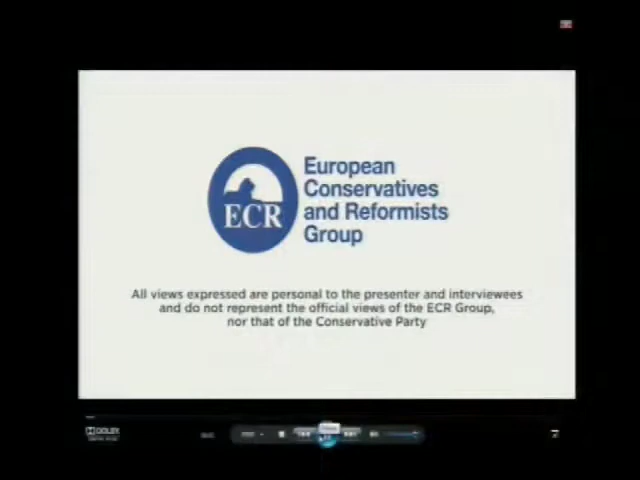 ECR
European
Conservatives
and Reformists
Group
All views expressed are personal to the presenter and interviewees
and do not represent the official views of the ECR Group,
nor that of the Conservative Party
DOLBY